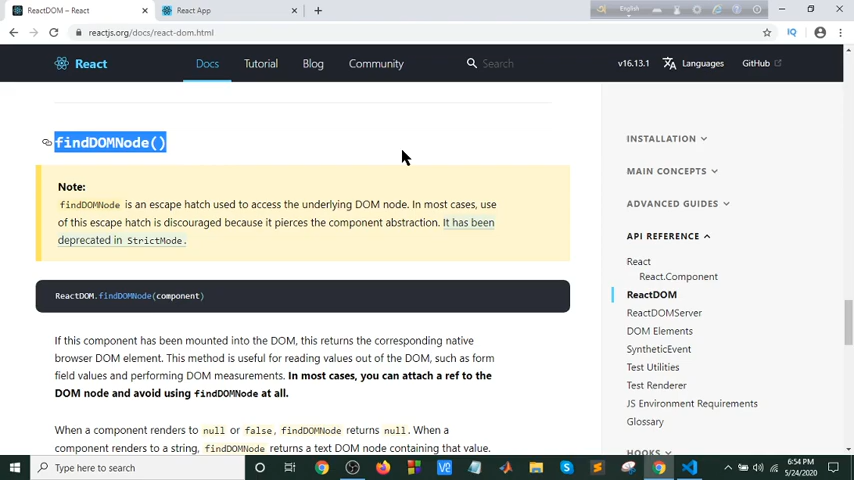 ReactDOM – React
React App
English
reactjs.org/docs/react-dom.html
IQ
React
Docs
Tutorial
Blog
Community
Search
v16.13.1
Languages
GitHub
findDOMNode()
Note:
findDOMNode is an escape hatch used to access the underlying DOM node. In most cases, use
of this escape hatch is discouraged because it pierces the component abstraction. It has been
deprecated in StrictMode.
ReactDOM.findDOMNode(component)
If this component has been mounted into the DOM, this returns the corresponding native
browser DOM element. This method is useful for reading values out of the DOM, such as form
field values and performing DOM measurements. In most cases, you can attach a ref to the
DOM node and avoid using findDOMNode at all.
When a component renders to null or false, findDOMNode returns null. When a
component renders to a string, findDOMNode returns a text DOM node containing that value.
INSTALLATION
MAIN CONCEPTS
ADVANCED GUIDES
API REFERENCE
React
React.Component
ReactDOM
ReactDOMServer
DOM Elements
SyntheticEvent
Test Utilities
Test Renderer
JS Environment Requirements
Glossary
HOOKS
Type here to search
6:54 PM
5/24/2020